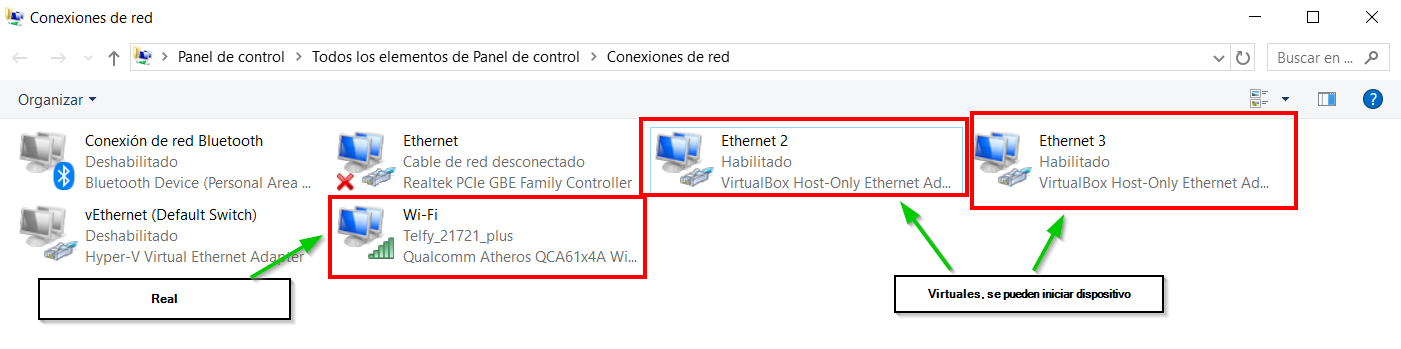 Conexiones de red
Panel de control > Todos los elementos de Panel de control > Conexiones de red
Buscar en ...
Organizar
Conexión de red Bluetooth
Deshabilitado
Bluetooth Device (Personal Area ...
Ethernet
Cable de red desconectado
Realtek PCIe GBE Family Controller
Ethernet 2
Habilitado
VirtualBox Host-Only Ethernet Ad...
Ethernet 3
Habilitado
VirtualBox Host-Only Ethernet Ad...
vEthernet (Default Switch)
Deshabilitado
Hyper-V Virtual Ethernet Adapter
Wi-Fi
Telfy_21721_plus
Qualcomm Atheros QCA61x4A Wi...
Real
Virtuales, se pueden iniciar dispositivo